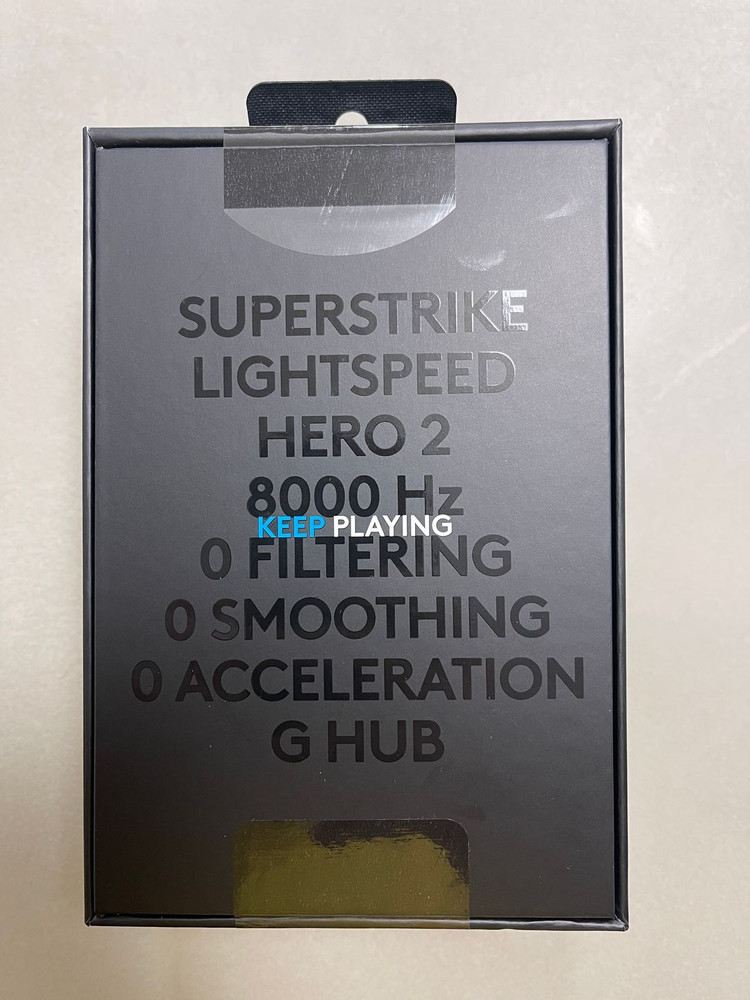 SUPERSTRIKE
LIGHTSPEED
HERO 2
8000 Hz
KEEP PLAYING
0 FILTERING
0 SMOOTHING
0 ACCELERATION
G HUB